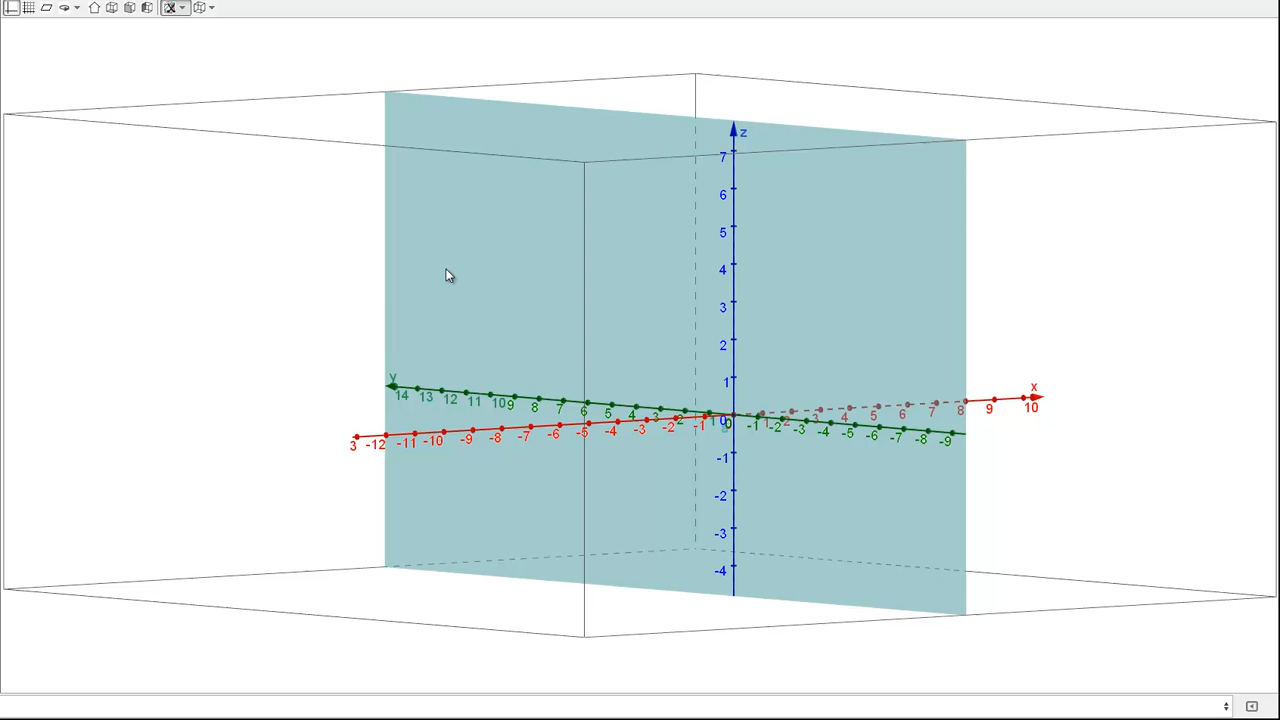 z
7
6
5
4
3
2
1
0
-1
-2
-3
-4
y
14 13 12 11 10 9 8 7 6 5 4 3 2 1 0 -1 -2 -3 -4 -5 -6 -7 -8 -9
x
3 -12 -11 -10 -9 -8 -7 -6 -5 -4 -3 -2 -1 1 2 3 4 5 6 7 8 9 10